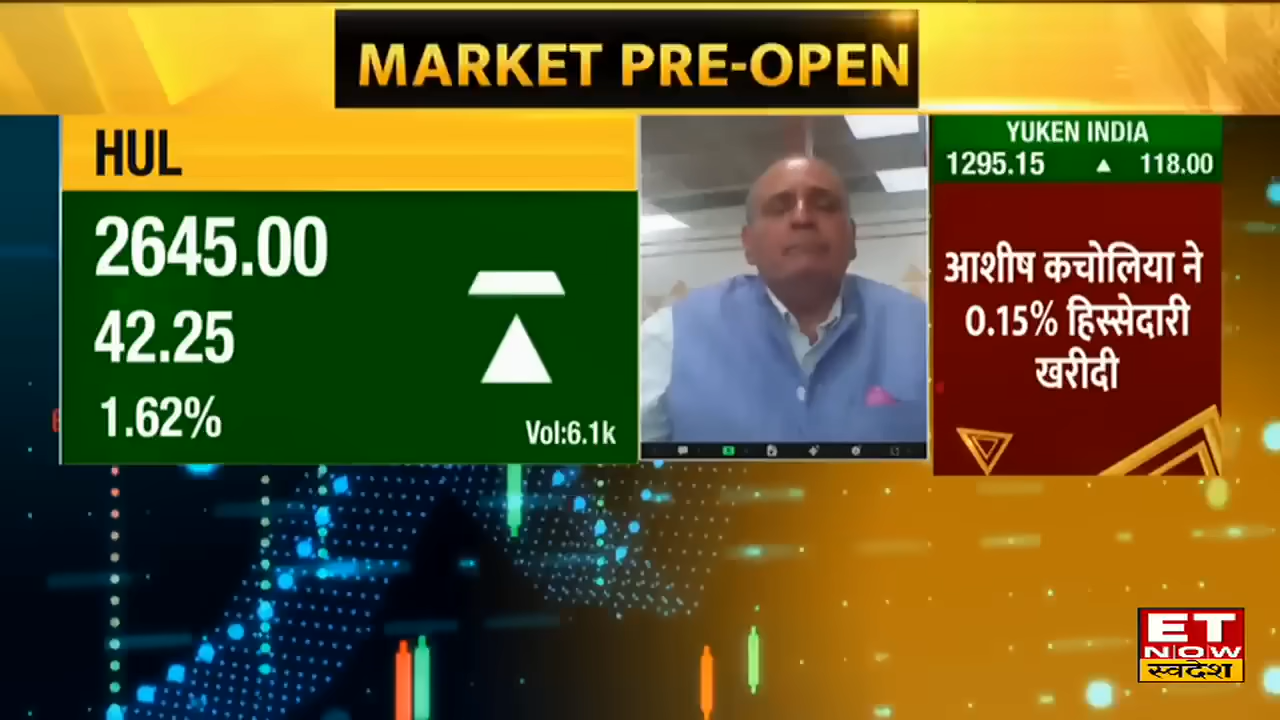 MARKET PRE-OPEN
HUL
2645.00
42.25
1.62%
Vol:6.1k
YUKEN INDIA
1295.15 ▲ 118.00
आशीष कचोलिया ने
0.15% हिस्सेदारी
खरीदी
ET
NOW
स्वदेश